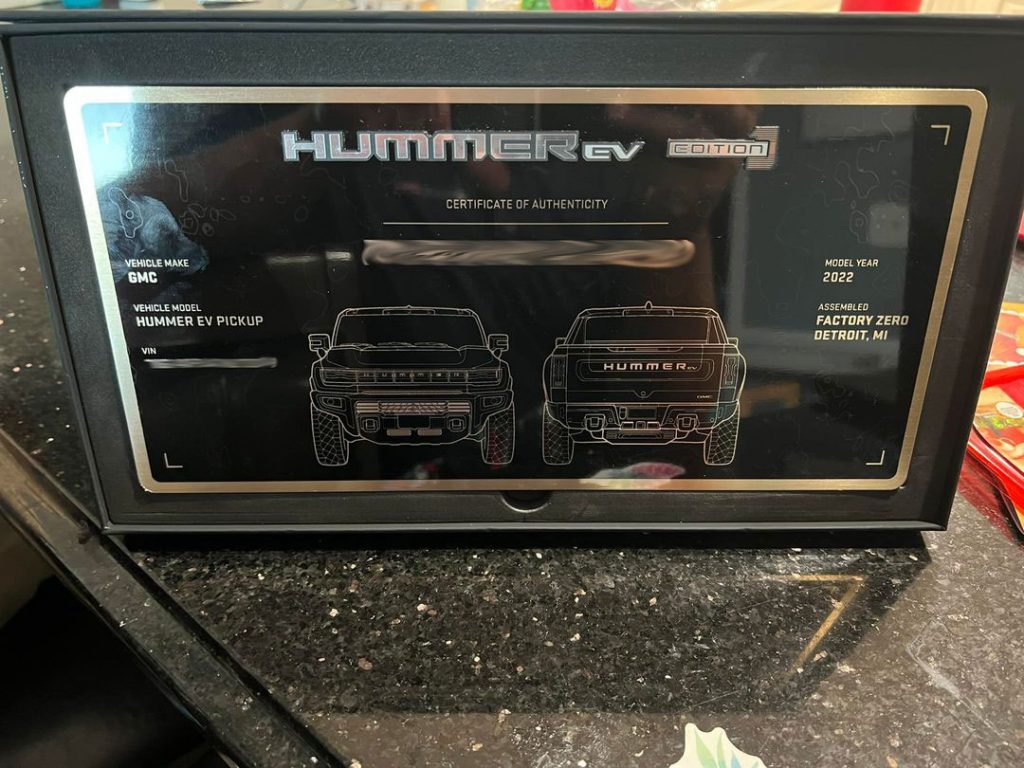 HUMMER EV EDITION 1
CERTIFICATE OF AUTHENTICITY
VEHICLE MAKE
GMC
VEHICLE MODEL
HUMMER EV PICKUP
VIN
MODEL YEAR
2022
ASSEMBLED
FACTORY ZERO
DETROIT, MI
HUMMER
HUMMER EV
GMC